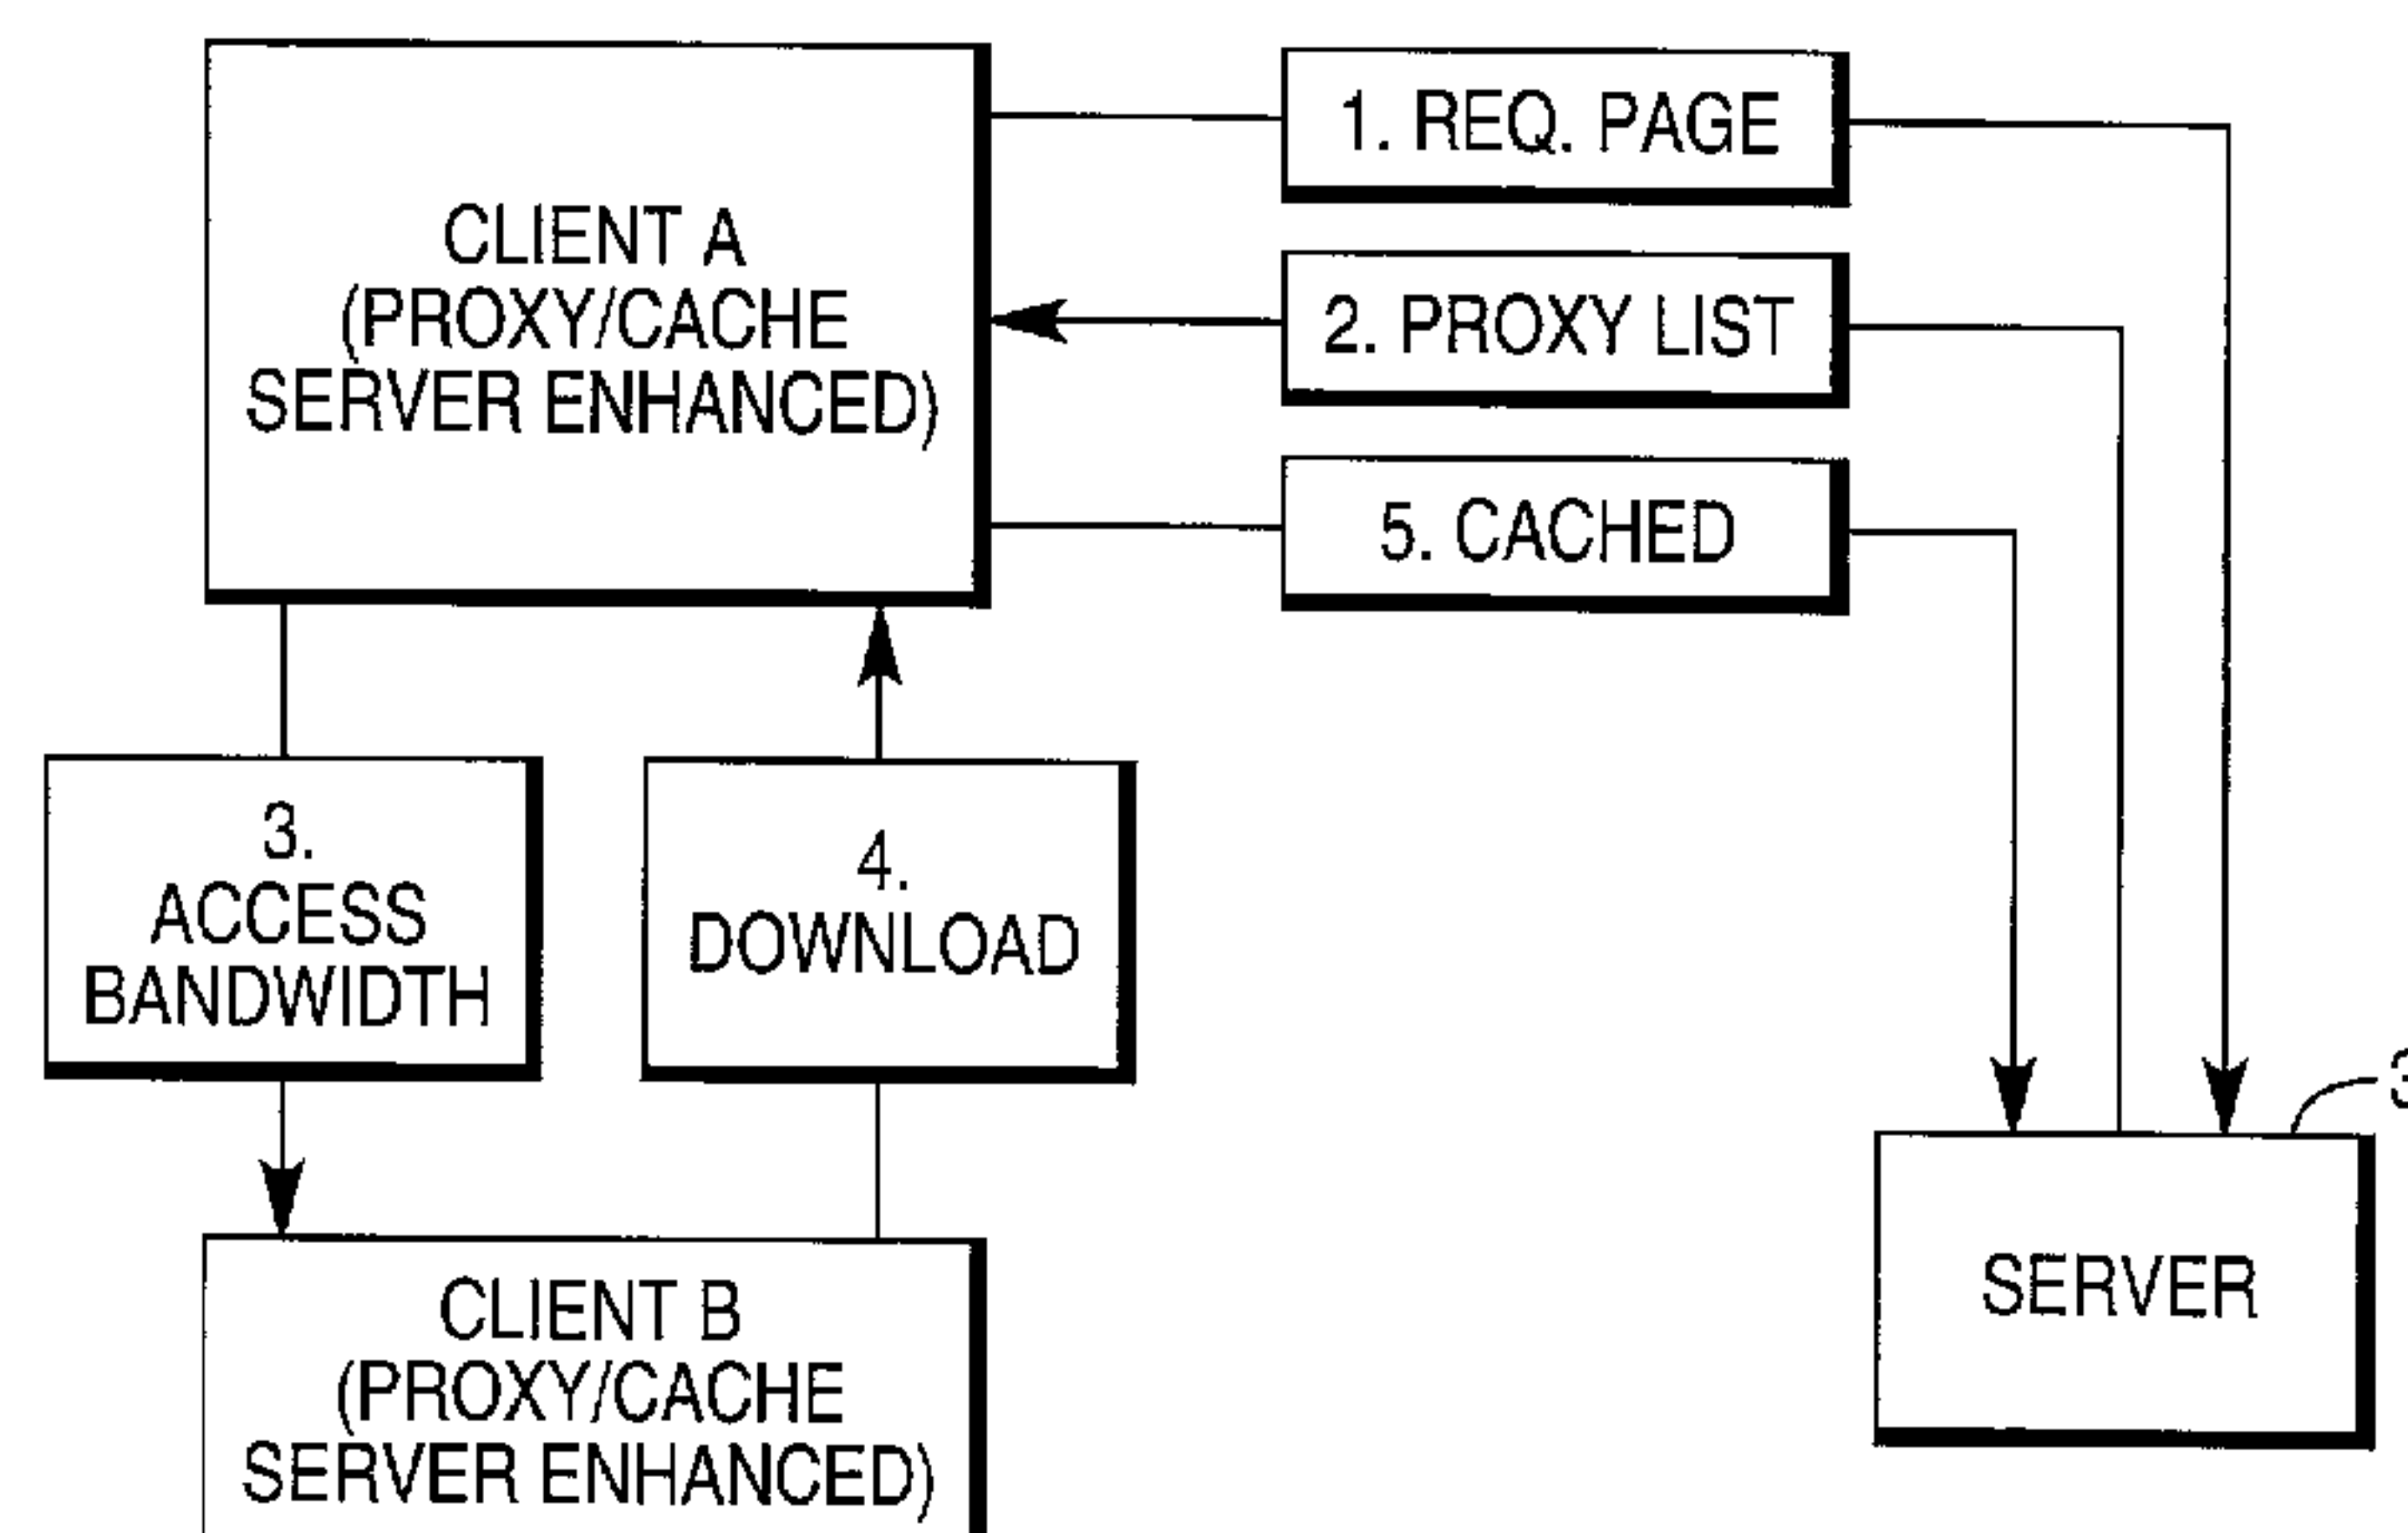 CLIENT A
(PROXY/CACHE
SERVER ENHANCED)
1. REQ. PAGE
2. PROXY LIST
5. CACHED
3.
ACCESS
BANDWIDTH
4.
DOWNLOAD
CLIENT B
(PROXY/CACHE
SERVER ENHANCED)
SERVER